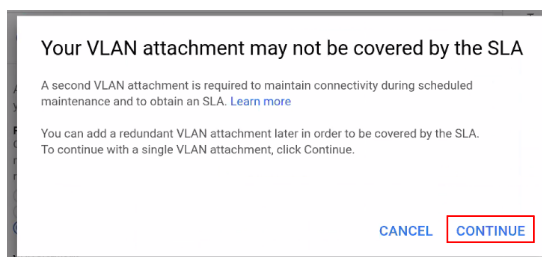 Your VLAN attachment may not be covered by the SLA
A second VLAN attachment is required to maintain connectivity during scheduled
maintenance and to obtain an SLA. Learn more
You can add a redundant VLAN attachment later in order to be covered by the SLA.
To continue with a single VLAN attachment, click Continue.
CANCEL CONTINUE